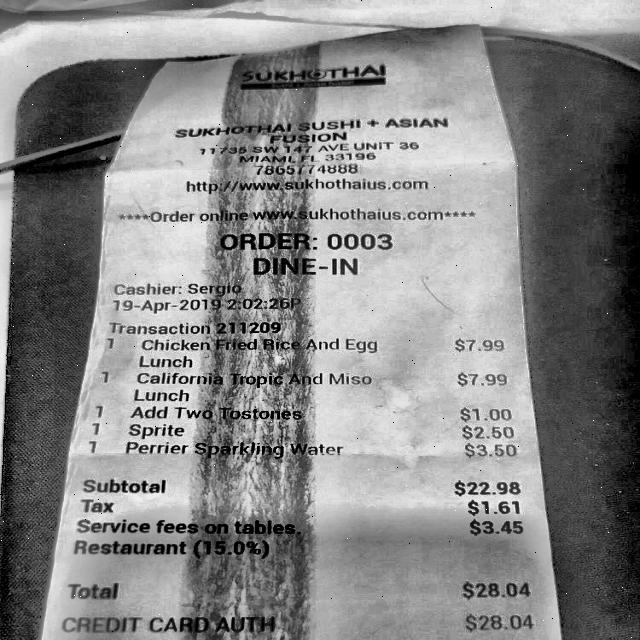 SUKHOTHAI
SUKHOTHAI SUSHI + ASIAN
FUSION
11735 SW 147 AVE UNIT 36
MIAMI, FL 33196
7865774888
http://www.sukhothaius.com
****Order online www.sukhothaius.com****
ORDER: 0003
DINE-IN
Cashier: Sergio
19-Apr-2019 2:02:26P
Transaction 211209
1 Chicken Fried Rice And Egg $7.99
Lunch
1 California Tropic And Miso $7.99
Lunch
1 Add Two Tostones $1.00
1 Sprite $2.50
1 Perrier Sparkling Water $3.50
Subtotal $22.98
Tax $1.61
Service fees on tables. $3.45
Restaurant (15.0%)
Total $28.04
CREDIT CARD AUTH $28.04